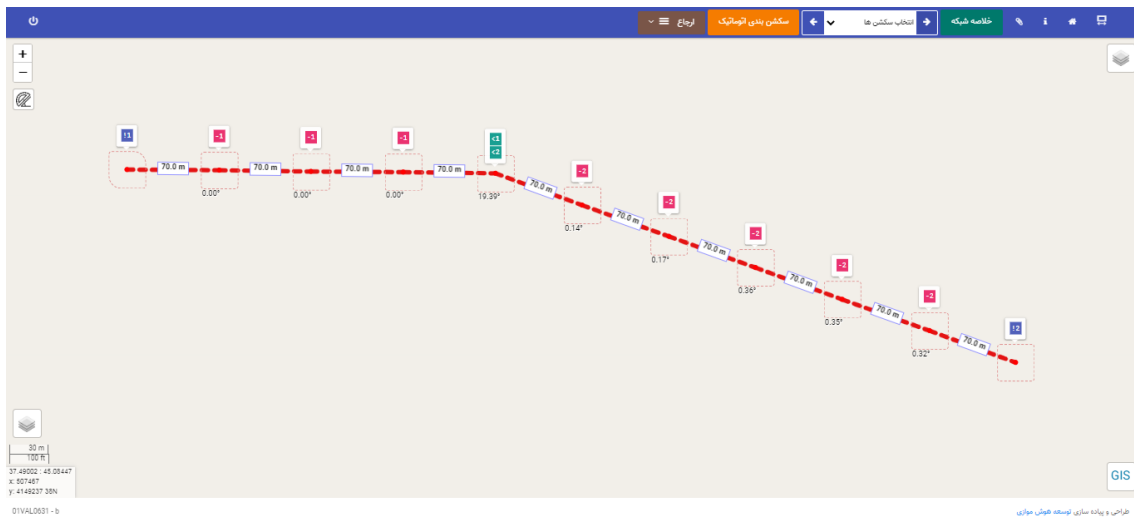 خلاصه شبکه
انتخاب سکشن ها
سکشن بندی اتوماتیک
ارجاع
+
−
!1
-1
-1
-1
<1
<2
-2
-2
-2
-2
-2
!2
70.0 m
70.0 m
70.0 m
70.0 m
70.0 m
70.0 m
70.0 m
70.0 m
70.0 m
70.0 m
0.00°
0.00°
0.00°
19.39°
0.14°
0.17°
0.36°
0.35°
0.32°
30 m
100 ft
37.49002 : 45.08447
x: 507467
y: 4149237 38N
GIS
01VAL0631 - b
طراحی و پیاده سازی توسعه هوش موازی